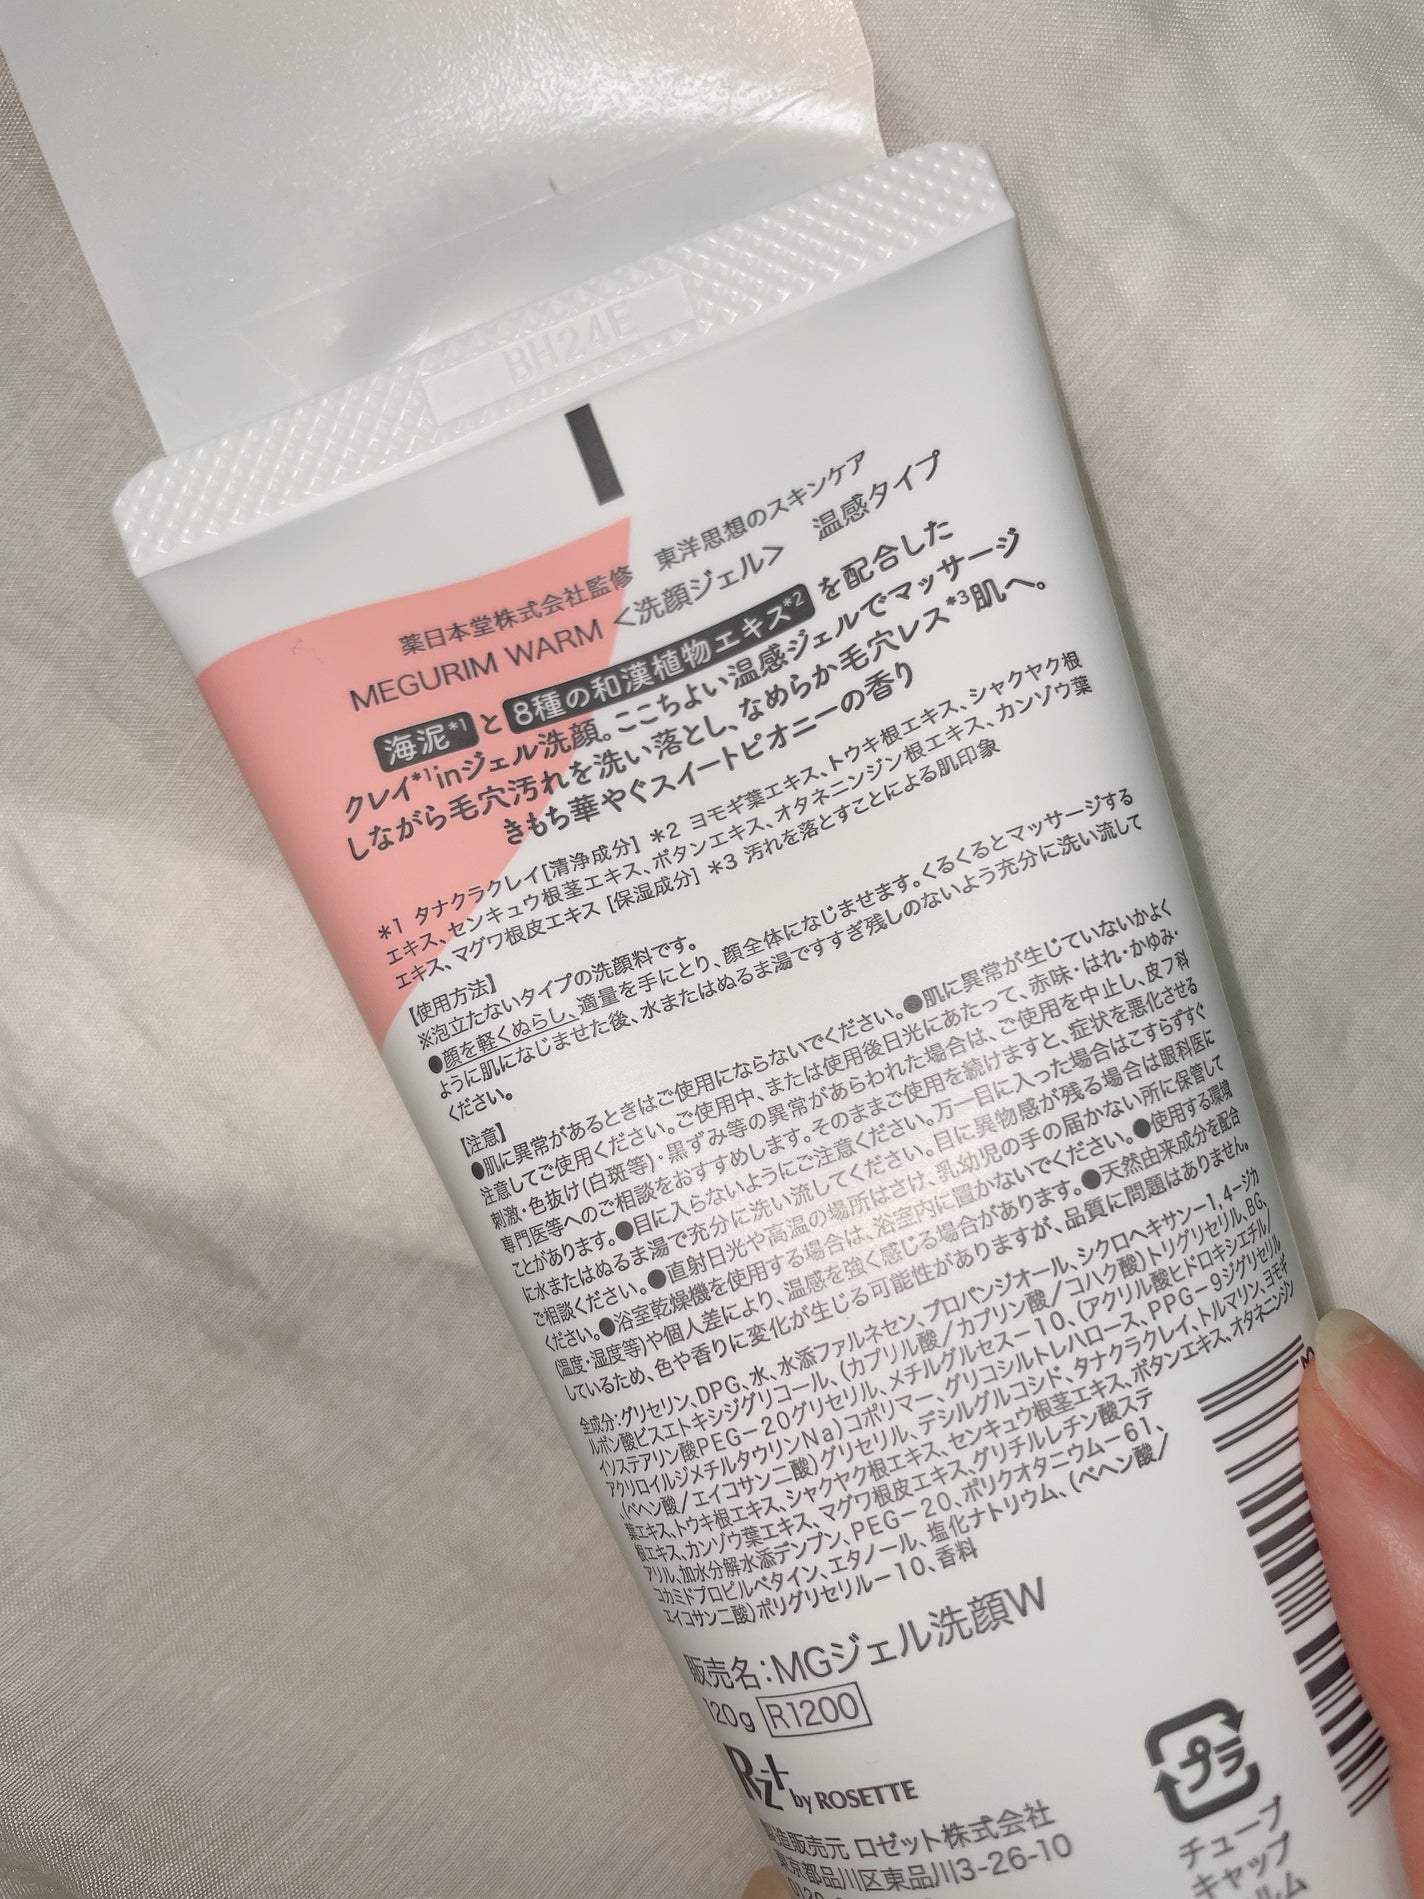 BH24E
薬日本堂株式会社監修 東洋思想のスキンケア
MEGURIM WARM <洗顔ジェル> 温感タイプ
海泥*1と8種の和漢植物エキス*2を配合した
クレイ*1inジェル洗顔。ここちよい温感ジェルでマッサージ
しながら毛穴汚れを洗い落とし、なめらか毛穴レス*3肌へ。
きもち華やぐスイートピオニーの香り
*1 タナクラクレイ[清浄成分] *2 ヨモギ葉エキス、トウキ根エキス、シャクヤク根
エキス、センキュウ根茎エキス、ボタンエキス、オタネニンジン根エキス、カンゾウ葉
エキス、マグワ根皮エキス[保湿成分] *3 汚れを落とすことによる肌印象
【使用方法】
※泡立たないタイプの洗顔料です。
●顔を軽くぬらし、適量を手にとり、顔全体になじませます。くるくるとマッサージする
ように肌になじませた後、水またはぬるま湯ですすぎ残しのないよう充分に洗い流して
ください。
【注意】
●肌に異常があるときはご使用にならないでください。●肌に異常が生じていないかよく
注意してご使用ください。ご使用中、または使用後日光にあたって、赤味・はれ・かゆみ・
刺激・色抜け(白斑等)・黒ずみ等の異常があらわれた場合は、ご使用を中止し、皮フ科
専門医等へのご相談をおすすめします。そのままご使用を続けますと、症状を悪化させる
ことがあります。●目に入らないようにご注意ください。万一目に入った場合はこすらずすぐ
に水またはぬるま湯で充分に洗い流してください。目に異物感が残る場合は眼科医に
ご相談ください。●直射日光や高温の場所はさけ、乳幼児の手の届かない所に保管して
ください。●浴室乾燥機を使用する場合は、浴室内に置かないでください。●使用する環境
(温度・湿度等)や個人差により、温感を強く感じる場合があります。●天然由来成分を配合
しているため、色や香りに変化が生じる可能性がありますが、品質に問題はありません。
全成分:グリセリン、DPG、水、水添ファルネセン、プロパンジオール、シクロヘキサン-1,4-ジカ
ルボン酸ビスエトキシジグリコール、(カプリル酸/カプリン酸/コハク酸)トリグリセリル、BG、
イソステアリン酸PEG-20グリセリル、メチルグルセス-10、(アクリル酸ヒドロキシエチル/
アクリロイルジメチルタウリンNa)コポリマー、グリコシルトレハロース、PPG-9ジグリセリル
、(ベヘン酸/エイコサン二酸)グリセリル、デシルグルコシド、タナクラクレイ、トルマリン、ヨモギ
葉エキス、トウキ根エキス、シャクヤク根エキス、センキュウ根茎エキス、ボタンエキス、オタネニンジン
根エキス、カンゾウ葉エキス、マグワ根皮エキス、グリチルレチン酸ステ
アリル、加水分解水添デンプン、PEG-20、ポリクオタニウム-61、
コカミドプロピルベタイン、エタノール、塩化ナトリウム、(ベヘン酸/
エイコサン二酸)ポリグリセリル-10、香料
販売名:MGジェル洗顔W
120g R1200
Rz+ by ROSETTE
製造販売元 ロゼット株式会社
東京都品川区東品川3-26-10
プラ
チューブ
キャップ